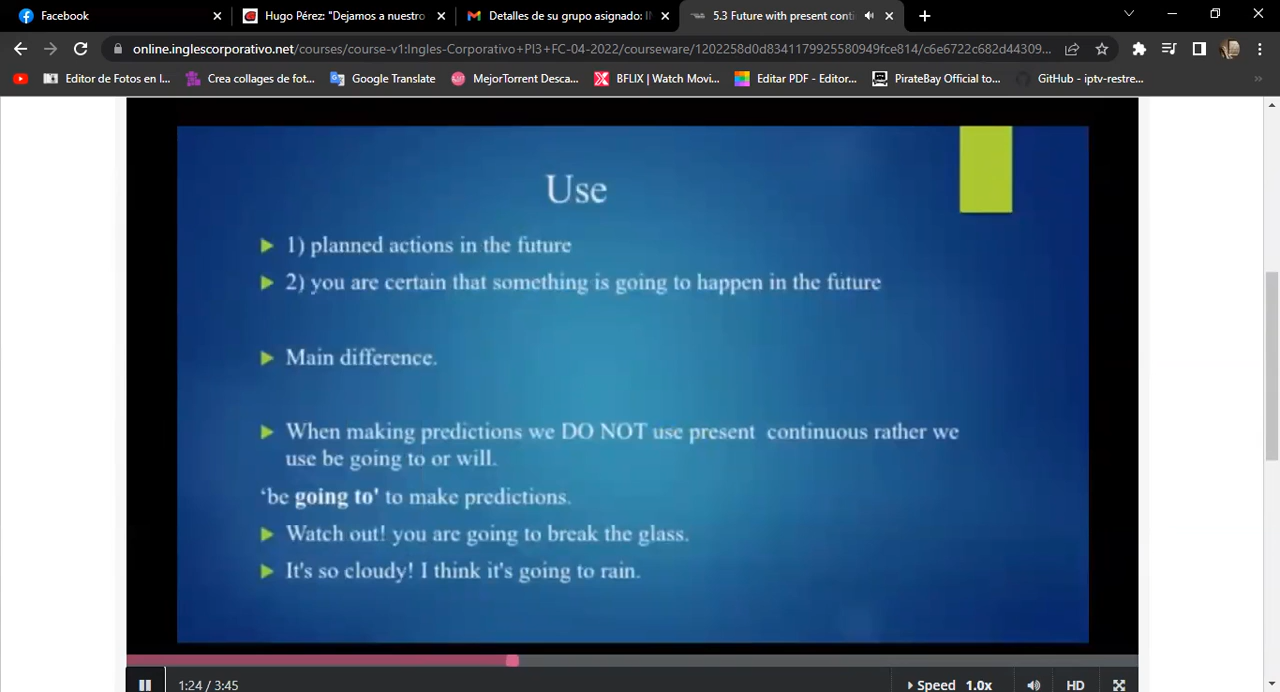 Facebook
Hugo Pérez: "Dejamos a nuestro
Detalles de su grupo asignado: II
5.3 Future with present conti
online.inglescorporativo.net/courses/course-v1:Ingles-Corporativo+PI3+FC-04-2022/courseware/1202258d0d8341179925580949fce814/c6e6722c682d44309...
Editor de Fotos en l...
Crea collages de fot...
Google Translate
MejorTorrent Desca...
BFLIX | Watch Movi...
Editar PDF - Editor...
PirateBay Official to...
GitHub - iptv-restre...
Use
1) planned actions in the future
2) you are certain that something is going to happen in the future
Main difference.
When making predictions we DO NOT use present continuous rather we
use be going to or will.
‘be going to' to make predictions.
Watch out! you are going to break the glass.
It's so cloudy! I think it's going to rain.
1:24 / 3:45
Speed 1.0x
HD